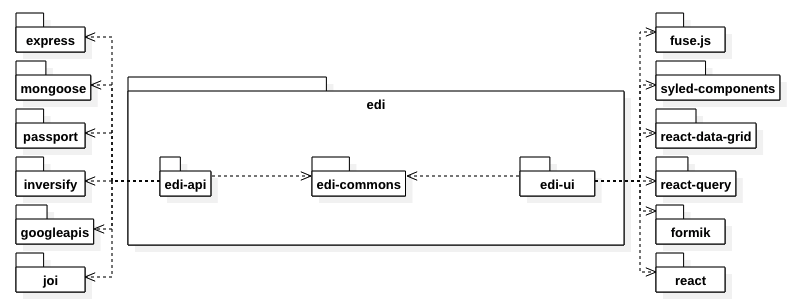 express
mongoose
passport
inversify
googleapis
joi
edi
edi-api
edi-commons
edi-ui
fuse.js
syled-components
react-data-grid
react-query
formik
react